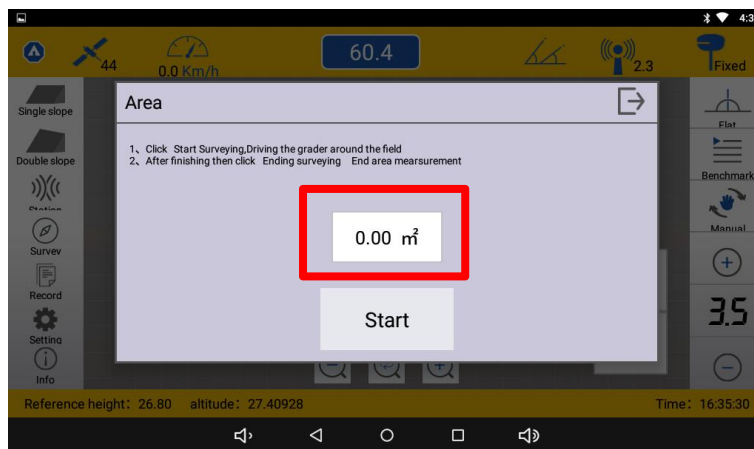 4:3
44
0.0 Km/h
60.4
2.3
Fixed
Single slope
Double slope
Station
Survey
Record
Setting
Info
Area
1、Click Start Surveying,Driving the grader around the field
2、After finishing then click Ending surveying End area mearsurement
0.00 ㎡
Start
Flat
Benchmark
Manual
3.5
Reference height：26.80 altitude：27.40928
Time：16:35:30